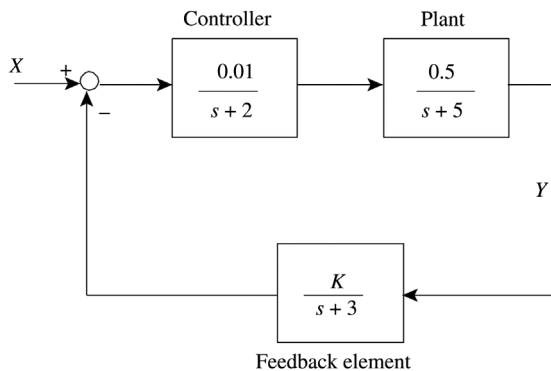 Controller
Plant
X
+
−
0.01
s + 2
0.5
s + 5
Y
K
s + 3
Feedback element